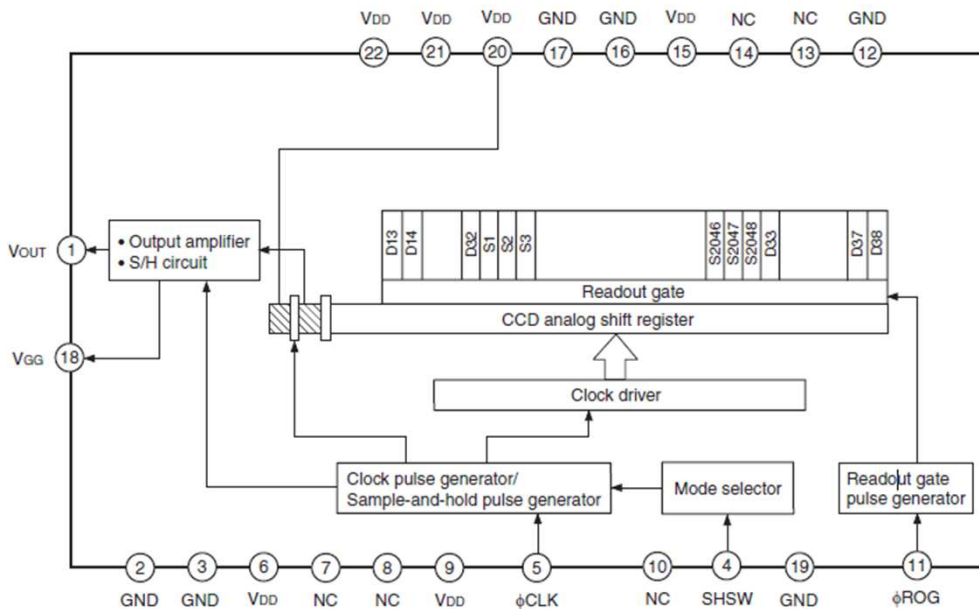 VDD VDD VDD GND GND VDD NC NC GND
22 21 20 17 16 15 14 13 12
D13 D14 D32 S1 S2 S3 S2046 S2047 S2048 D33 D37 D38
• Output amplifier
• S/H circuit
VOUT 1
Readout gate
CCD analog shift register
VGG 18
Clock driver
Clock pulse generator/
Sample-and-hold pulse generator
Mode selector
Readout gate
pulse generator
2 3 6 7 8 9 5 10 4 19 11
GND GND VDD NC NC VDD ϕCLK NC SHSW GND ϕROG